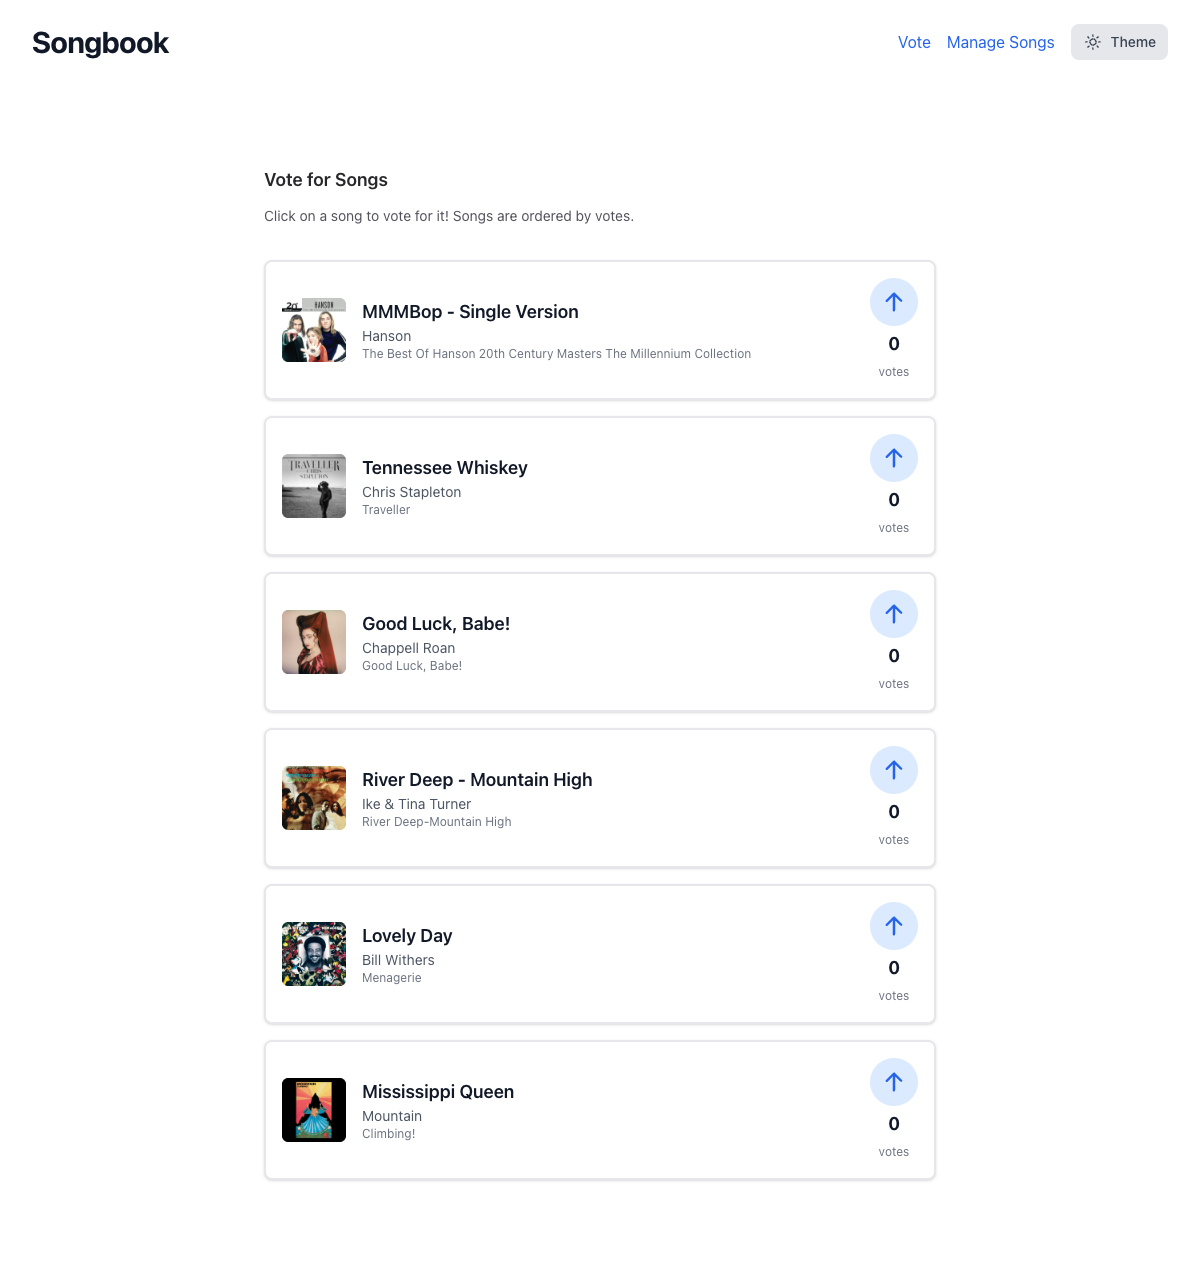 Songbook
Vote
Manage Songs
Theme
Vote for Songs
Click on a song to vote for it! Songs are ordered by votes.
HANSON
MMMBop - Single Version
Hanson
The Best Of Hanson 20th Century Masters The Millennium Collection
0
votes
TRAVELLER
CHRIS
STAPLETON
Tennessee Whiskey
Chris Stapleton
Traveller
0
votes
Good Luck, Babe!
Chappell Roan
Good Luck, Babe!
0
votes
River Deep - Mountain High
Ike & Tina Turner
River Deep-Mountain High
0
votes
Lovely Day
Bill Withers
Menagerie
0
votes
Mississippi Queen
Mountain
Climbing!
0
votes